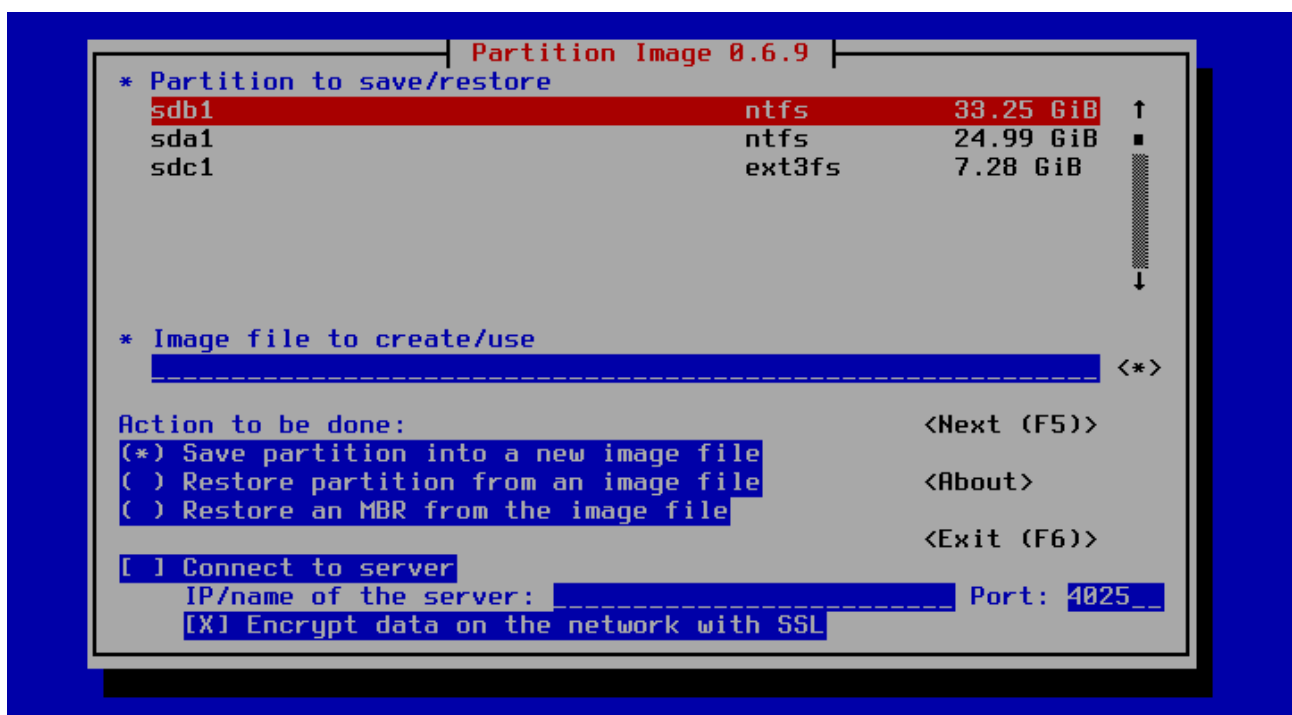 Partition Image 0.6.9
* Partition to save/restore
sdb1 ntfs 33.25 GiB ↑
sda1 ntfs 24.99 GiB
sdc1 ext3fs 7.28 GiB
↓
* Image file to create/use
____________________________________________________________ <*>
Action to be done: <Next (F5)>
(*) Save partition into a new image file
( ) Restore partition from an image file <About>
( ) Restore an MBR from the image file
<Exit (F6)>
[ ] Connect to server
IP/name of the server: _________________________ Port: 4025__
[X] Encrypt data on the network with SSL